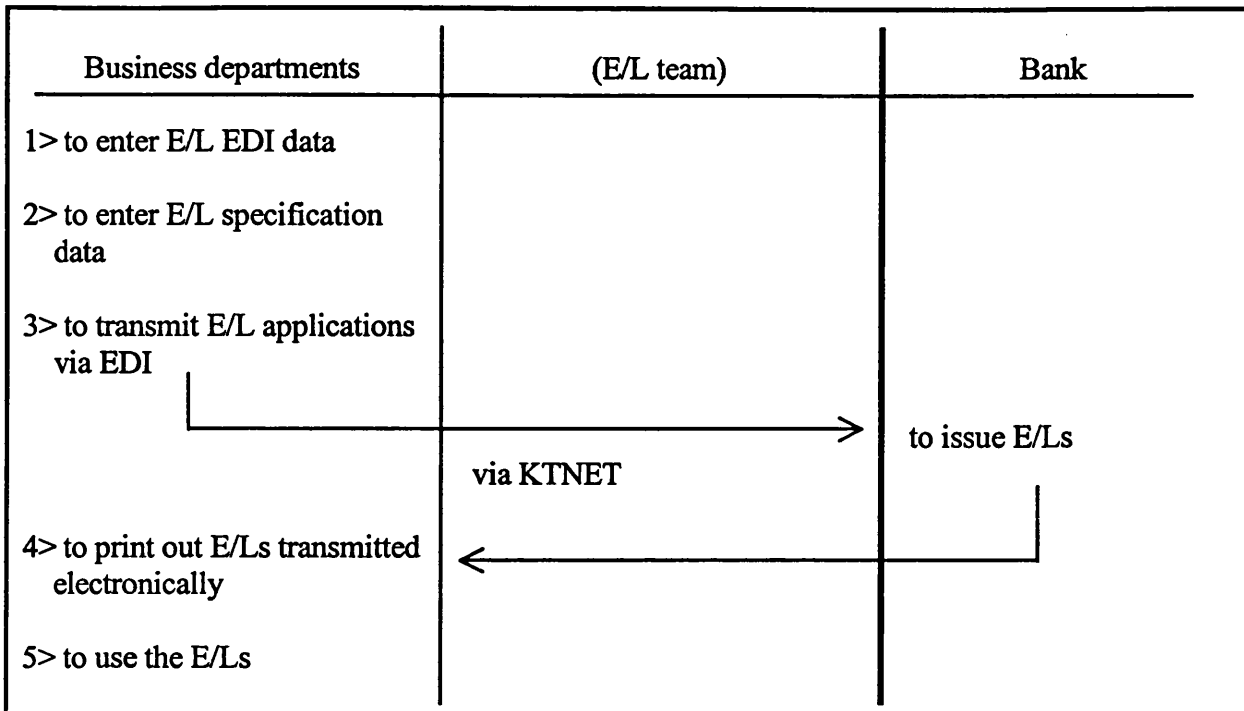 Business departments
(E/L team)
Bank
1> to enter E/L EDI data
2> to enter E/L specification
data
3> to transmit E/L applications
via EDI
to issue E/Ls
via KTNET
4> to print out E/Ls transmitted
electronically
5> to use the E/Ls